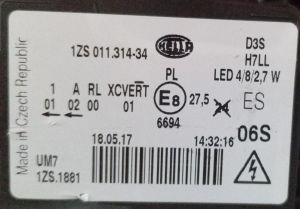 Made in Czech Republic
1ZS 011.314-34
HELLA
D3S
H7LL
LED 4/8/2,7 W
1 A RL XCVERT PL
01 02 00 01
E8
27,5
24
ES
6694
06S
18.05.17 14:32:16
UM7
1ZS.1881